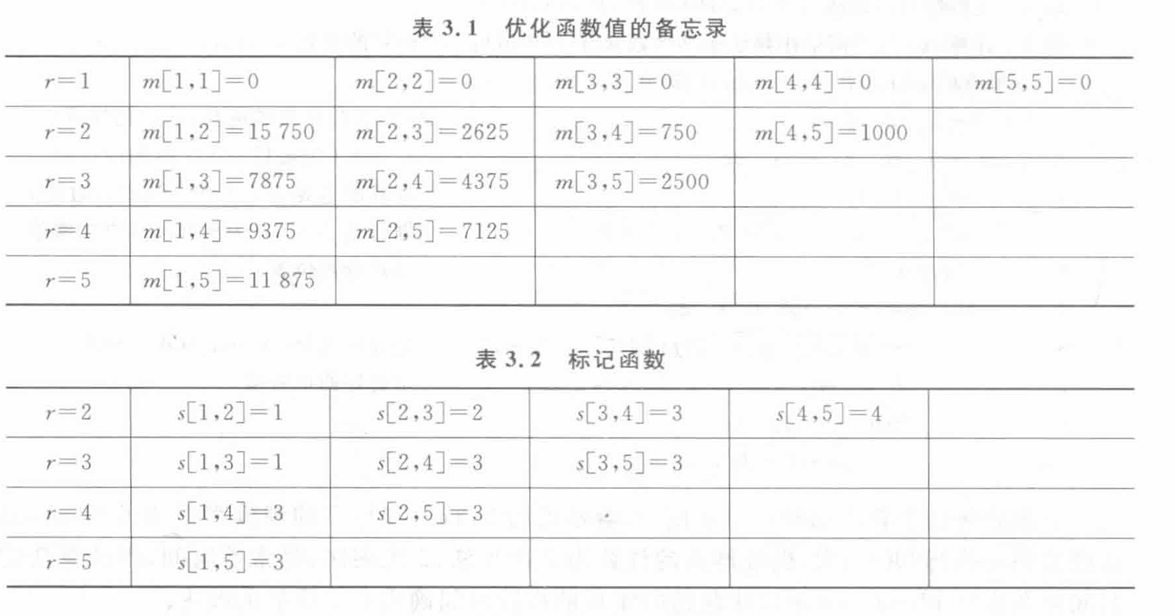 表 3.1 优化函数值的备忘录
r=1 m[1,1]=0 m[2,2]=0 m[3,3]=0 m[4,4]=0 m[5,5]=0
r=2 m[1,2]=15 750 m[2,3]=2625 m[3,4]=750 m[4,5]=1000
r=3 m[1,3]=7875 m[2,4]=4375 m[3,5]=2500
r=4 m[1,4]=9375 m[2,5]=7125
r=5 m[1,5]=11 875
表 3.2 标记函数
r=2 s[1,2]=1 s[2,3]=2 s[3,4]=3 s[4,5]=4
r=3 s[1,3]=1 s[2,4]=3 s[3,5]=3
r=4 s[1,4]=3 s[2,5]=3
r=5 s[1,5]=3